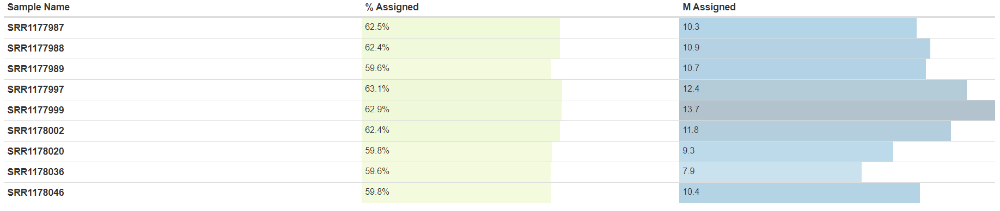 Sample Name % Assigned M Assigned
SRR1177987 62.5% 10.3
SRR1177988 62.4% 10.9
SRR1177989 59.6% 10.7
SRR1177997 63.1% 12.4
SRR1177999 62.9% 13.7
SRR1178002 62.4% 11.8
SRR1178020 59.8% 9.3
SRR1178036 59.6% 7.9
SRR1178046 59.8% 10.4